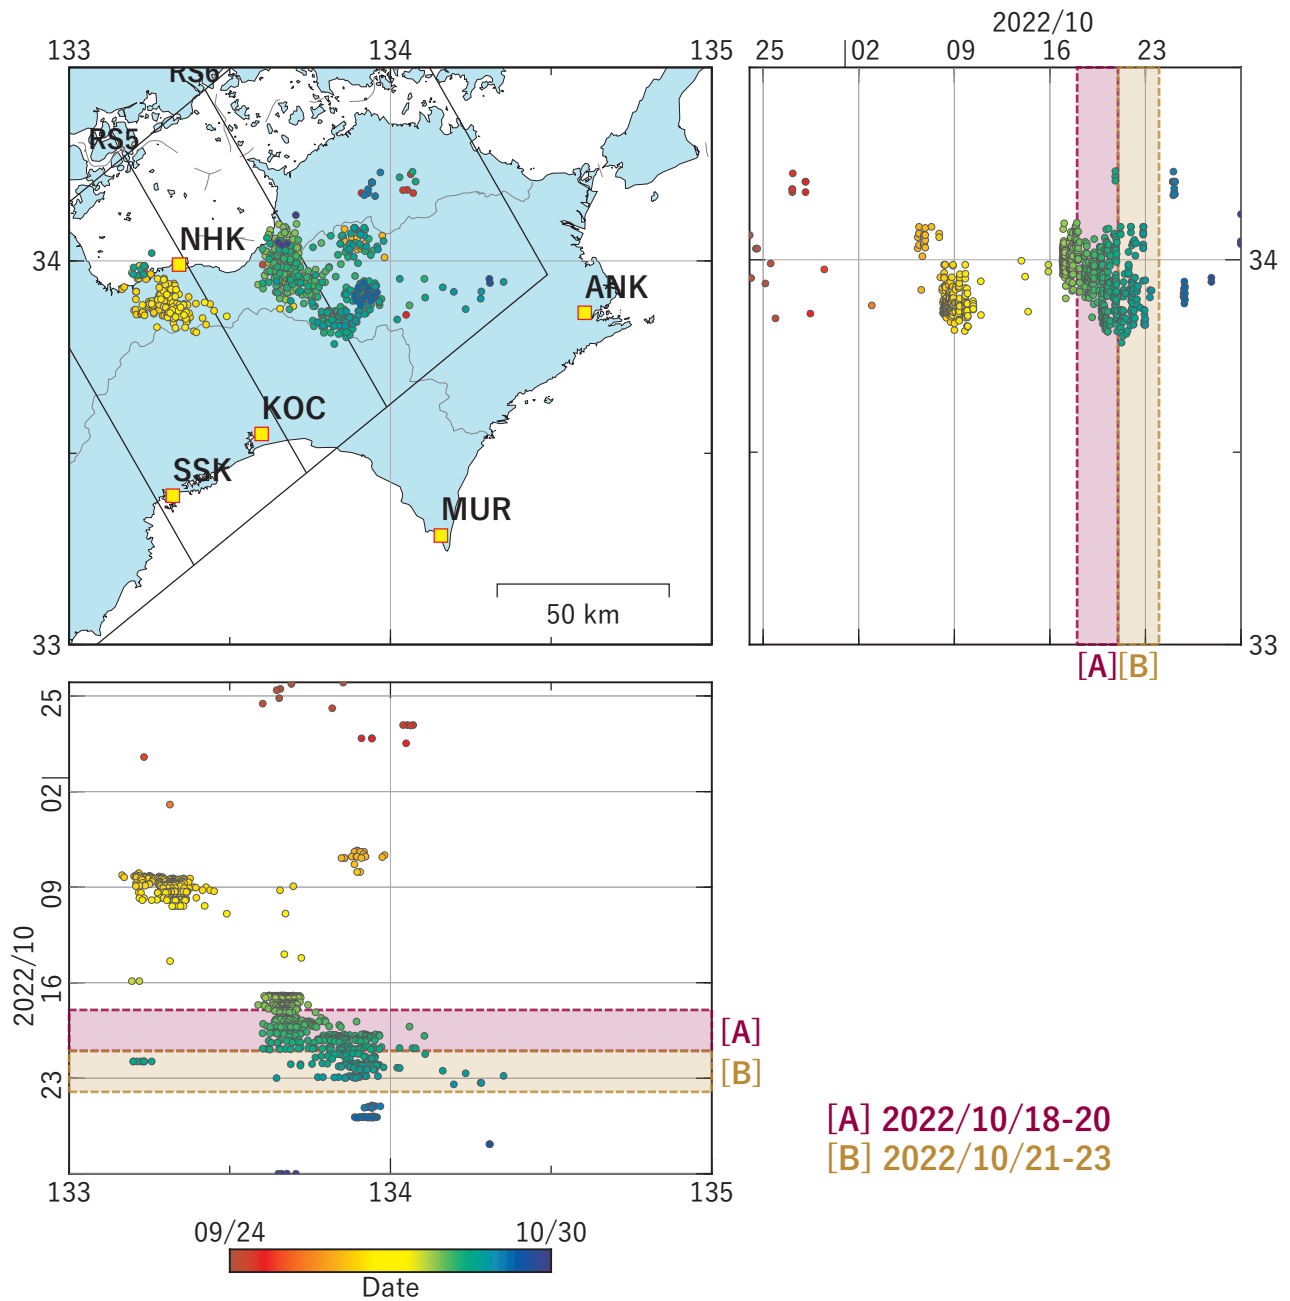 2022/10
133 134 135
25 02 09 16 23
RS6
RS5
NHK
34
ANK
34
KOC
SSK
MUR
50 km
33
33
[A] [B]
25
02
09
2022/10
16
[A]
[B]
23
[A] 2022/10/18-20
[B] 2022/10/21-23
133 134 135
09/24 10/30
Date